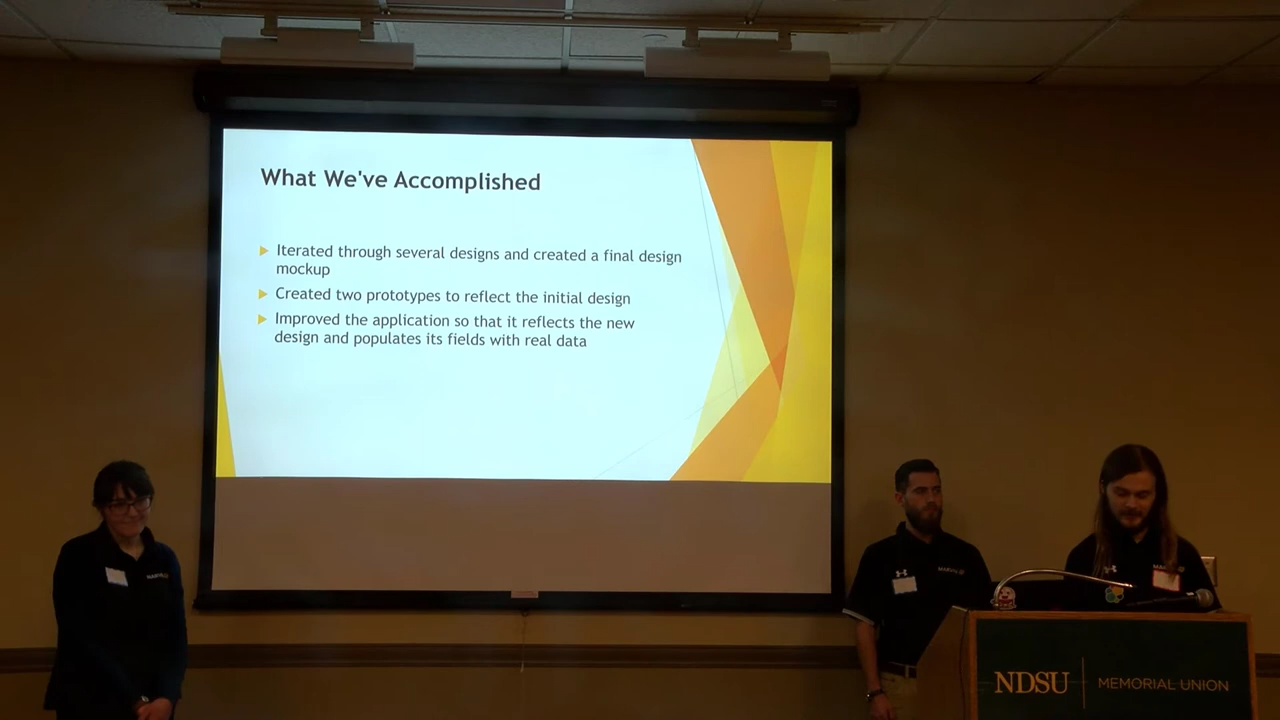 What We've Accomplished
Iterated through several designs and created a final design
mockup
Created two prototypes to reflect the initial design
Improved the application so that it reflects the new
design and populates its fields with real data
NDSU
MEMORIAL UNION